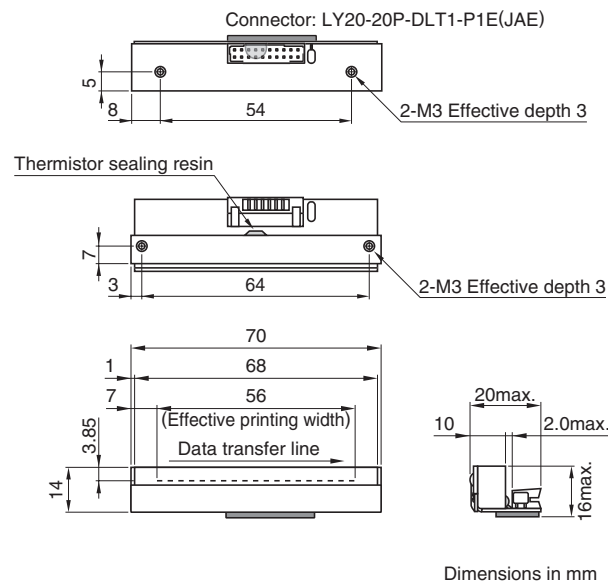 Connector: LY20-20P-DLT1-P1E(JAE)
5
8
54
2-M3 Effective depth 3
Thermistor sealing resin
7
3
64
2-M3 Effective depth 3
70
1
68
7
56
(Effective printing width)
3.85
Data transfer line
14
20max.
10
2.0max.
16max.
Dimensions in mm